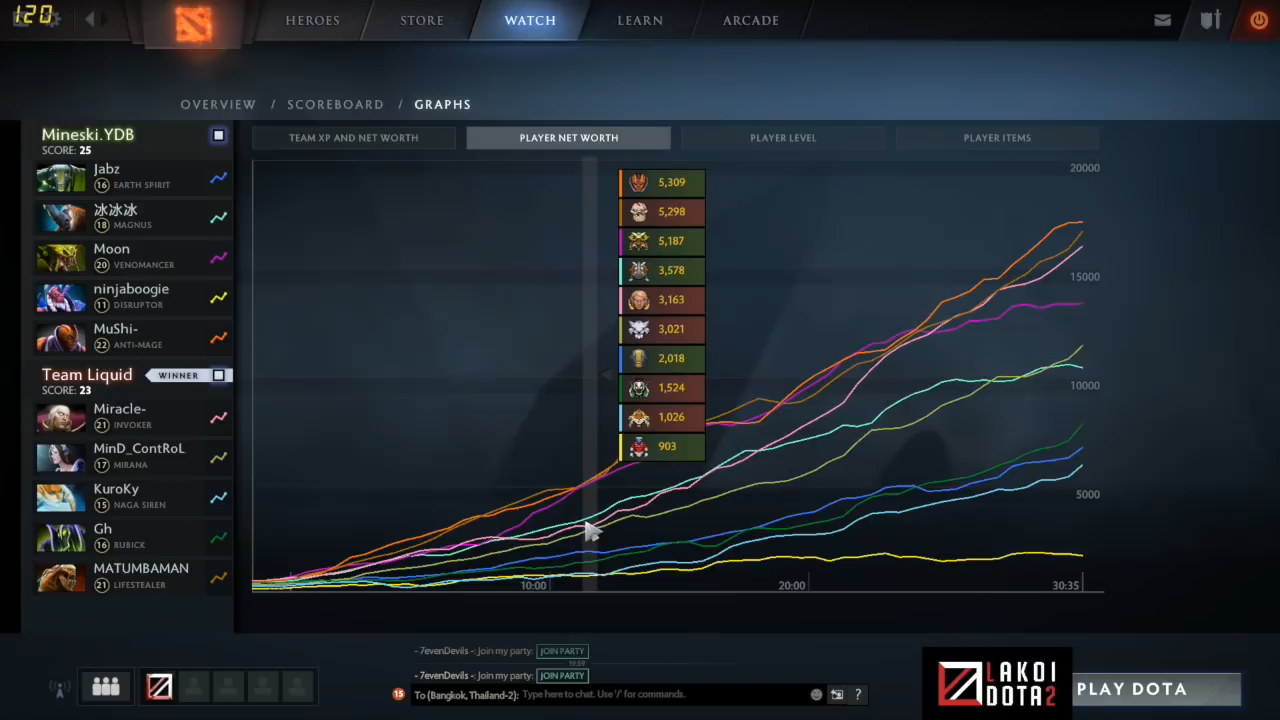 120
HEROES
STORE
WATCH
LEARN
ARCADE
OVERVIEW / SCOREBOARD / GRAPHS
Mineski.YDB
SCORE: 25
Jabz
16 EARTH SPIRIT
冰冰冰
18 MAGNUS
Moon
20 VENOMANCER
ninjaboogie
11 DISRUPTOR
MuShi-
22 ANTI-MAGE
Team Liquid
WINNER
SCORE: 23
Miracle-
21 INVOKER
MinD_ContRoL
17 MIRANA
KuroKy
15 NAGA SIREN
Gh
16 RUBICK
MATUMBAMAN
21 LIFESTEALER
TEAM XP AND NET WORTH
PLAYER NET WORTH
PLAYER LEVEL
PLAYER ITEMS
5,309
5,298
5,187
3,578
3,163
3,021
2,018
1,524
1,026
903
20000
15000
10000
5000
10:00
20:00
30:35
- 7evenDevils -: Join my party: JOIN PARTY
19:59
- 7evenDevils -: Join my party: JOIN PARTY
15 To (Bangkok, Thailand-2): Type here to chat. Use '/' for commands.
?
LAKOI
DOTA2
PLAY DOTA